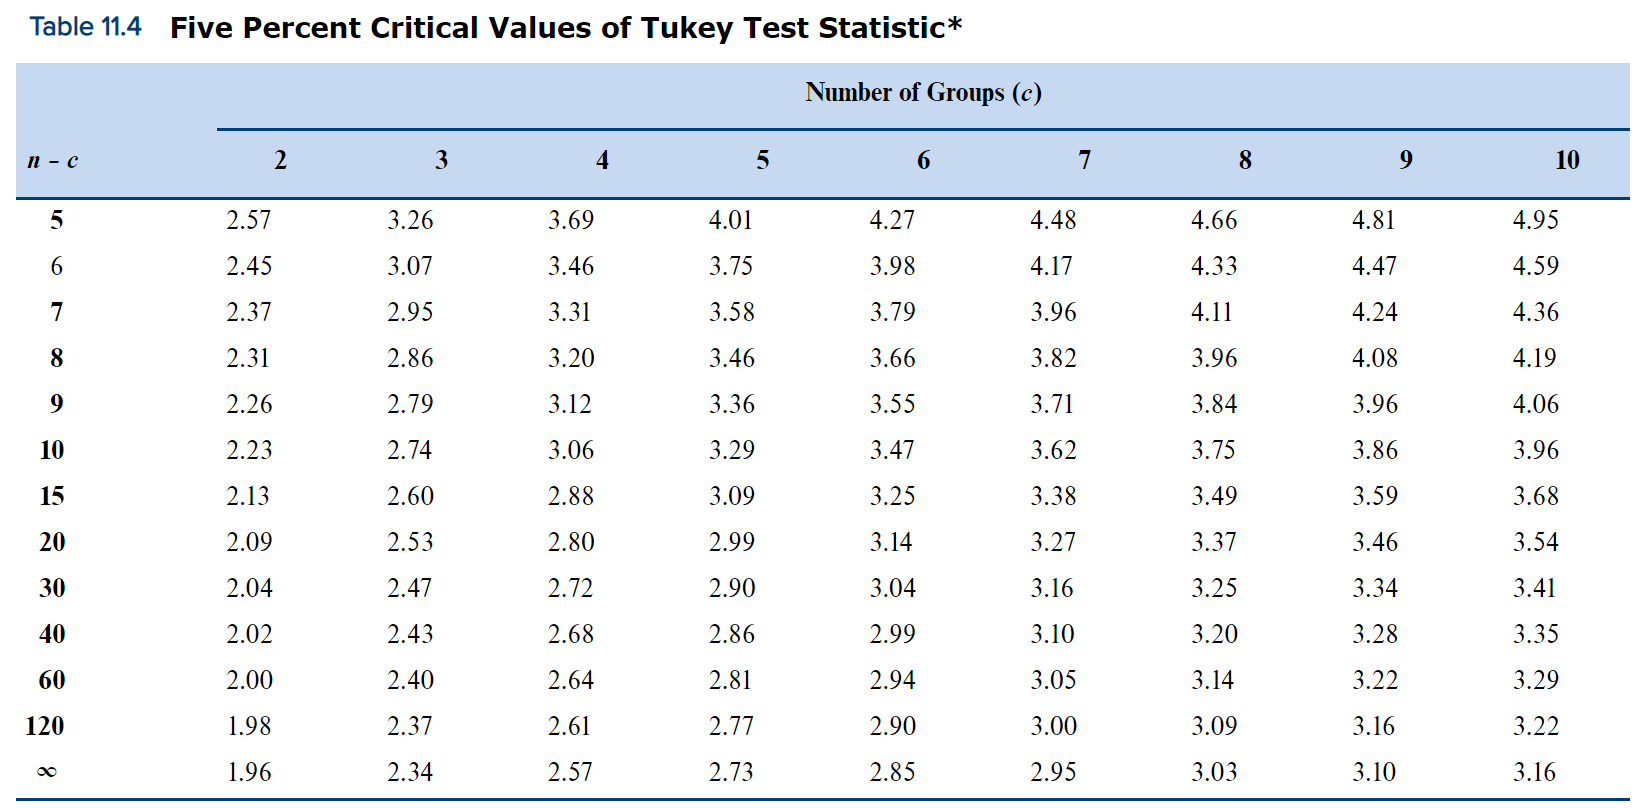 Table 11.4 Five Percent Critical Values of Tukey Test Statistic*
Number of Groups (c)
n – c 2 3 4 5 6 7 8 9 10
5 2.57 3.26 3.69 4.01 4.27 4.48 4.66 4.81 4.95
6 2.45 3.07 3.46 3.75 3.98 4.17 4.33 4.47 4.59
7 2.37 2.95 3.31 3.58 3.79 3.96 4.11 4.24 4.36
8 2.31 2.86 3.20 3.46 3.66 3.82 3.96 4.08 4.19
9 2.26 2.79 3.12 3.36 3.55 3.71 3.84 3.96 4.06
10 2.23 2.74 3.06 3.29 3.47 3.62 3.75 3.86 3.96
15 2.13 2.60 2.88 3.09 3.25 3.38 3.49 3.59 3.68
20 2.09 2.53 2.80 2.99 3.14 3.27 3.37 3.46 3.54
30 2.04 2.47 2.72 2.90 3.04 3.16 3.25 3.34 3.41
40 2.02 2.43 2.68 2.86 2.99 3.10 3.20 3.28 3.35
60 2.00 2.40 2.64 2.81 2.94 3.05 3.14 3.22 3.29
120 1.98 2.37 2.61 2.77 2.90 3.00 3.09 3.16 3.22
∞ 1.96 2.34 2.57 2.73 2.85 2.95 3.03 3.10 3.16